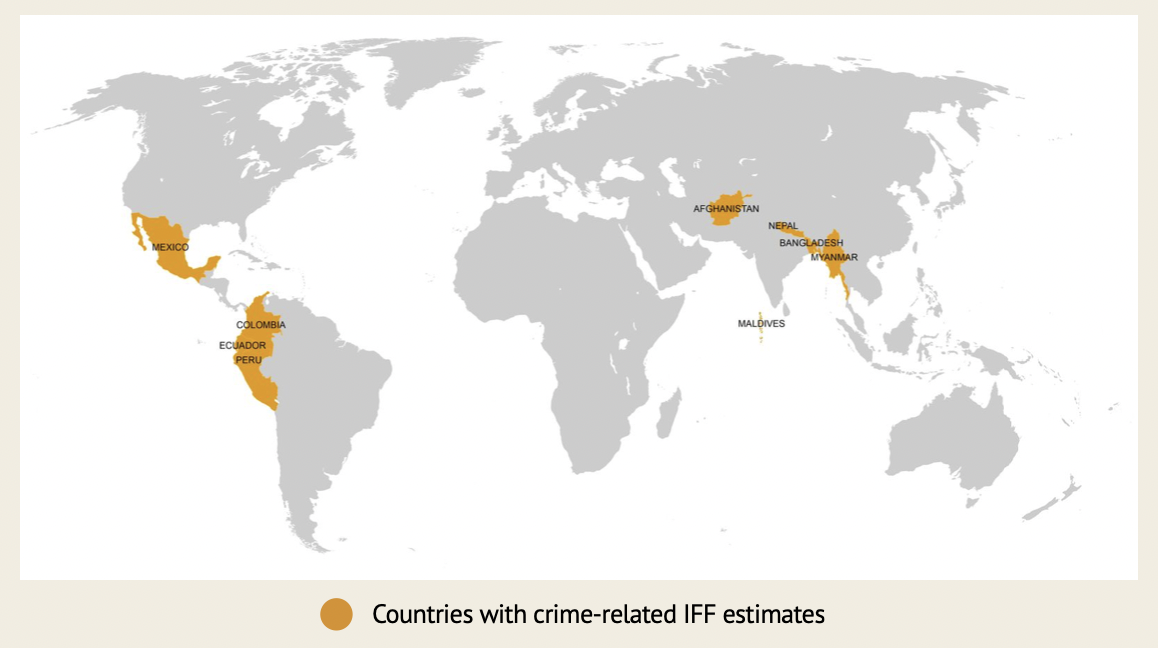 AFGHANISTAN
NEPAL
BANGLADESH
MEXICO
MYANMAR
MALDIVES
COLOMBIA
ECUADOR
PERU
Countries with crime-related IFF estimates